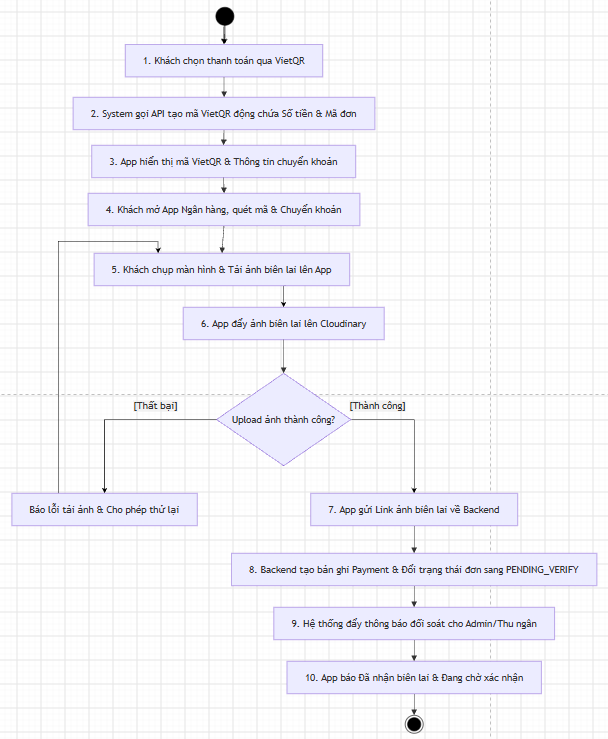 1. Khách chọn thanh toán qua VietQR
2. System gọi API tạo mã VietQR động chứa Số tiền & Mã đơn
3. App hiển thị mã VietQR & Thông tin chuyển khoản
4. Khách mở App Ngân hàng, quét mã & Chuyển khoản
5. Khách chụp màn hình & Tải ảnh biên lai lên App
6. App đẩy ảnh biên lai lên Cloudinary
[Thất bại]
[Thành công]
Upload ảnh thành công?
Báo lỗi tải ảnh & Cho phép thử lại
7. App gửi Link ảnh biên lai về Backend
8. Backend tạo bản ghi Payment & Đổi trạng thái đơn sang PENDING_VERIFY
9. Hệ thống đẩy thông báo đối soát cho Admin/Thu ngân
10. App báo Đã nhận biên lai & Đang chờ xác nhận